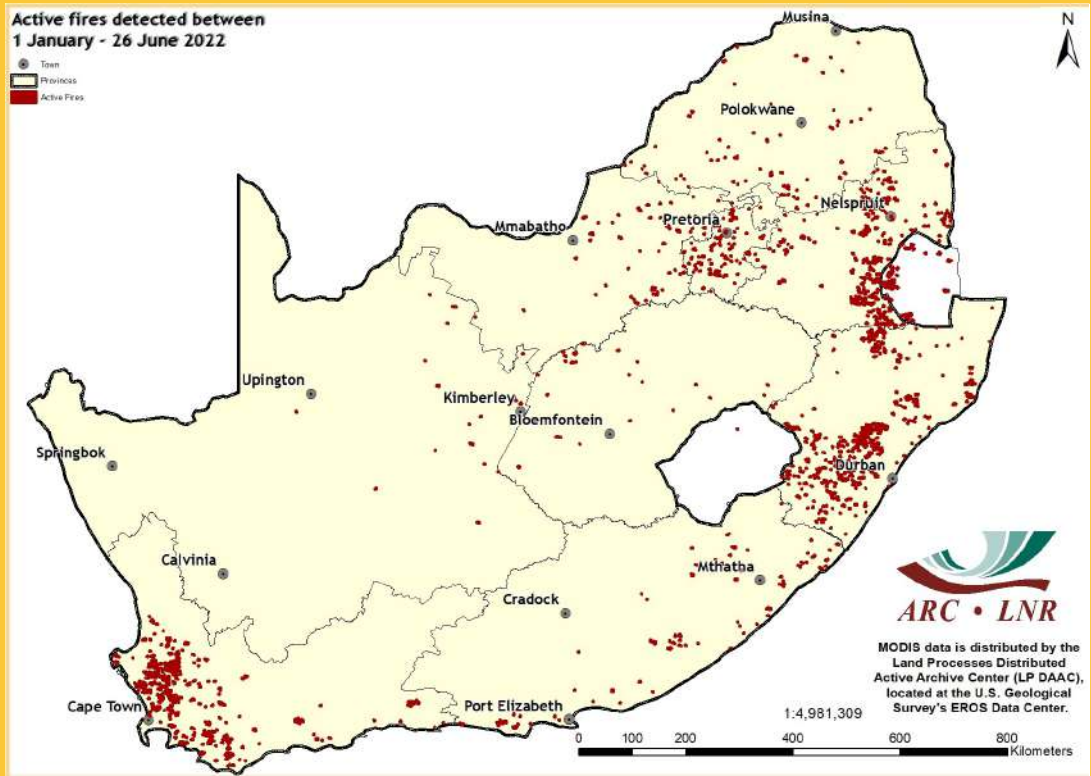 Active fires detected between
1 January - 26 June 2022
Town
Provinces
Active Fires
N
Musina
Polokwane
Nelspruit
Pretoria
Mmabatho
Upington
Kimberley
Bloemfontein
Springbok
Durban
Calvinia
Mthatha
Cradock
Cape Town
Port Elizabeth
ARC • LNR
MODIS data is distributed by the
Land Processes Distributed
Active Archive Center (LP DAAC),
located at the U.S. Geological
Survey's EROS Data Center.
1:4,981,309
0 100 200 400 600 800
Kilometers